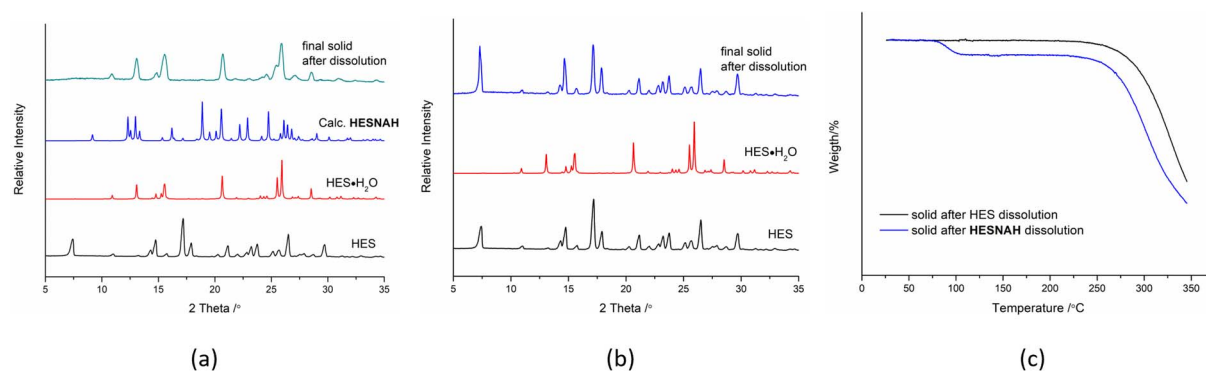 Relative Intensity
final solid
after dissolution
Calc. HESNAH
HES•H₂O
HES
5 10 15 20 25 30 35
2 Theta /°
(a)
Relative Intensity
final solid
after dissolution
HES•H₂O
HES
5 10 15 20 25 30 35
2 Theta /°
(b)
Weigth/%
solid after HES dissolution
solid after HESNAH dissolution
0 50 100 150 200 250 300 350
Temperature /°C
(c)